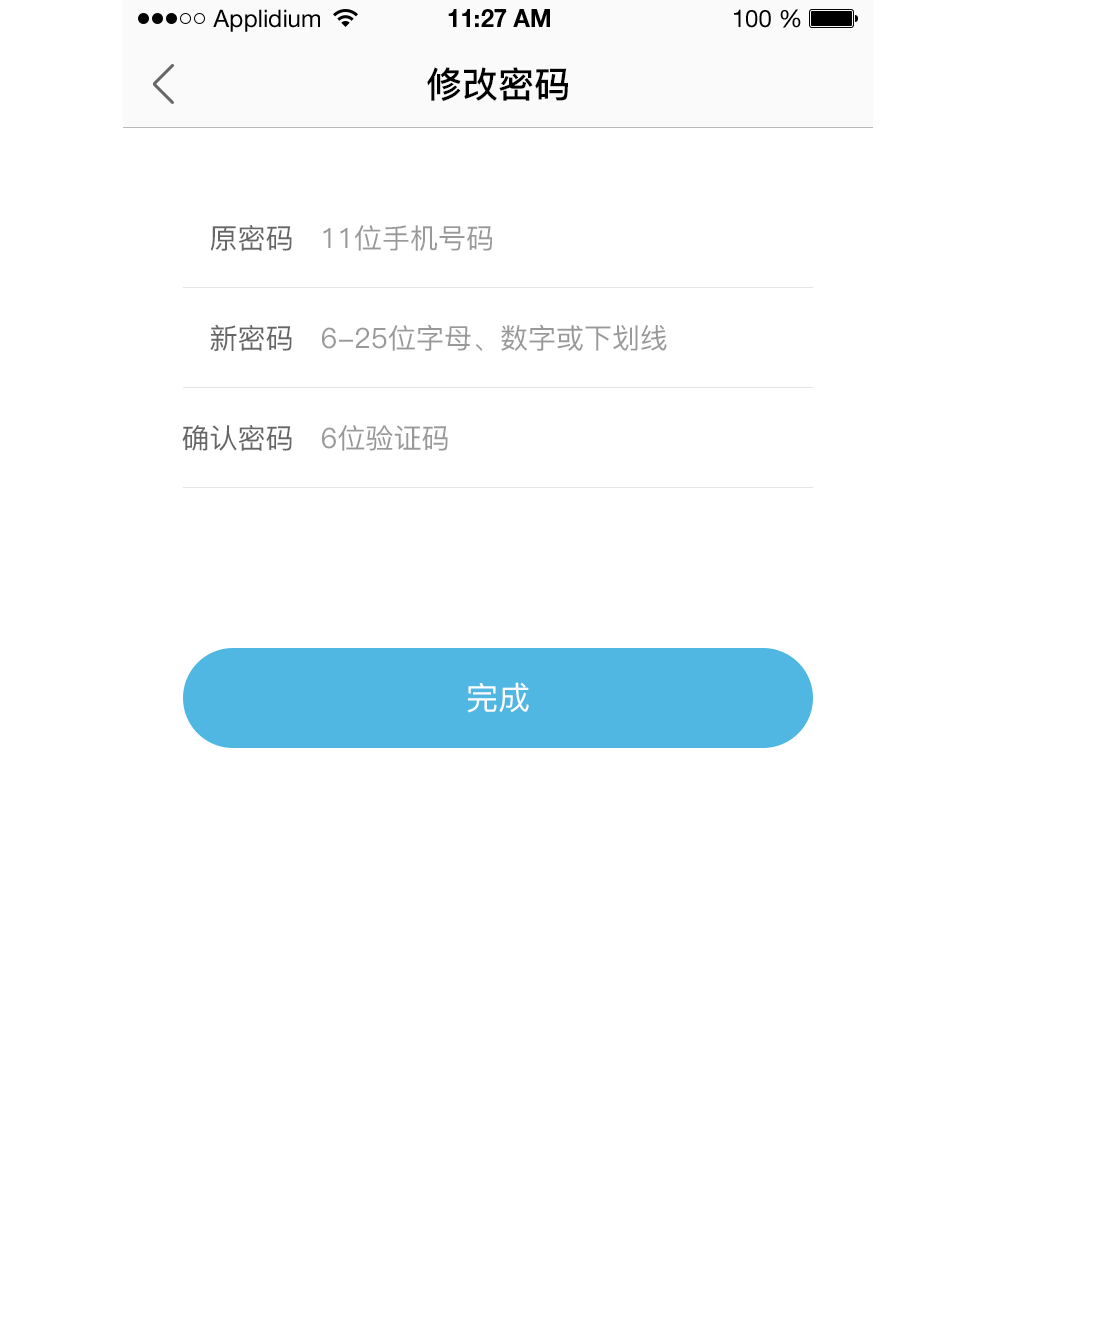 Applidium 11:27 AM 100 %
修改密码
原密码 11位手机号码
新密码 6-25位字母、数字或下划线
确认密码 6位验证码
完成